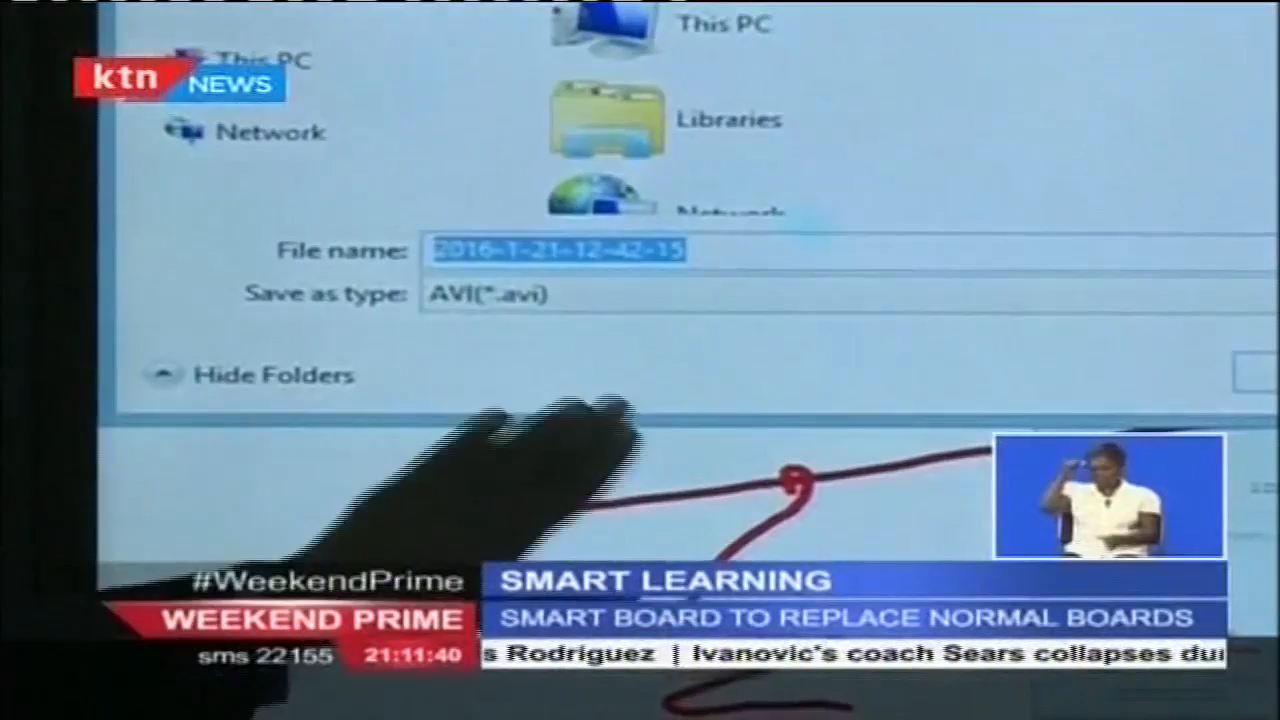 This PC
This PC
ktn NEWS
Libraries
Network
Network
File name: 2016-1-21-12-42-15
Save as type: AVI(*.avi)
Hide Folders
#WeekendPrime
SMART LEARNING
WEEKEND PRIME
SMART BOARD TO REPLACE NORMAL BOARDS
sms 22155
21:11:40
s Rodriguez | Ivanovic's coach Sears collapses du